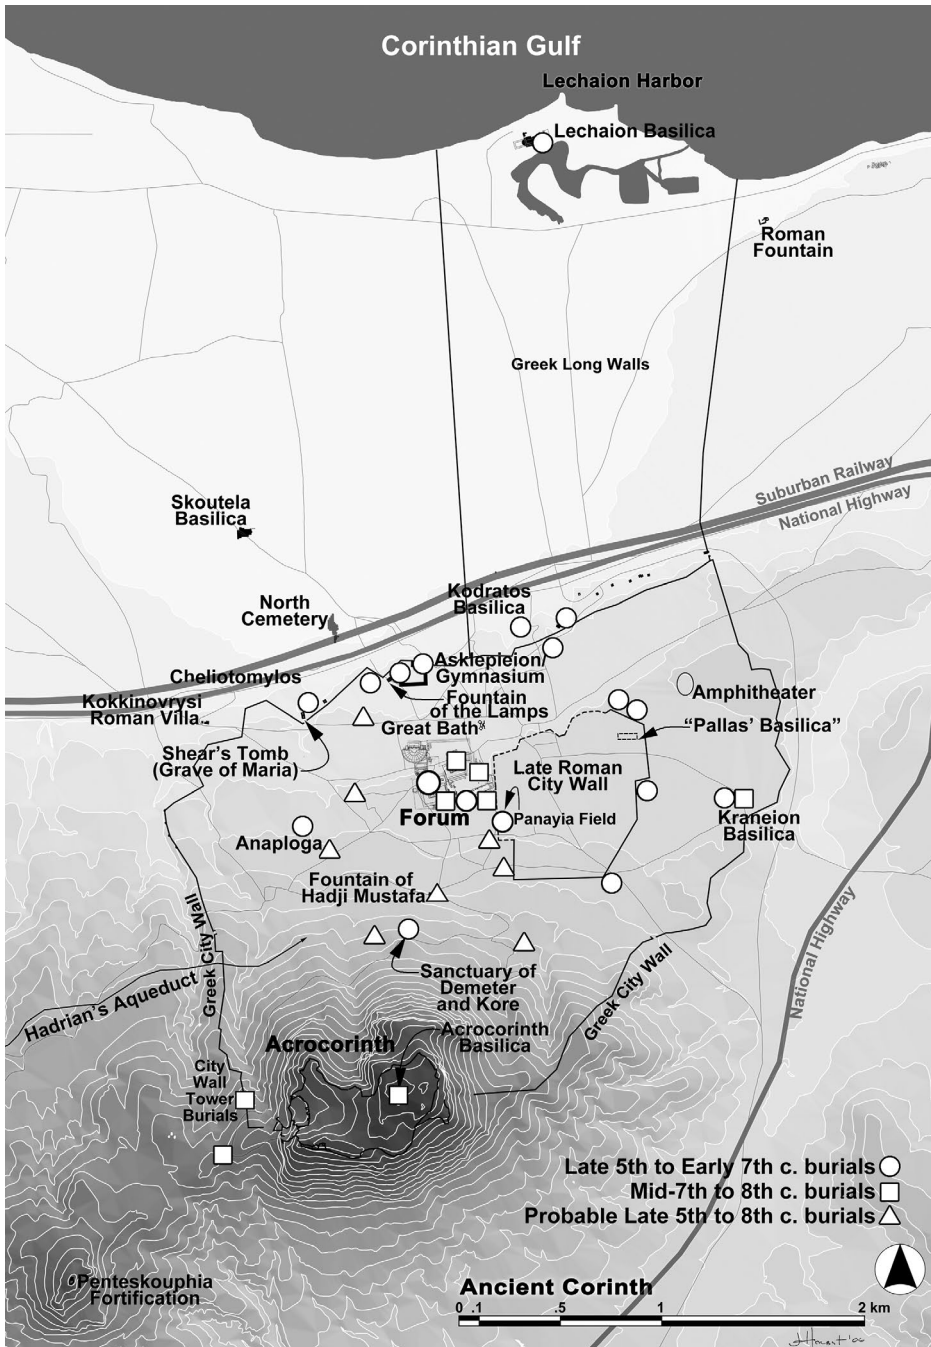 Corinthian Gulf
Lechaion Harbor
Lechaion Basilica
Roman
Fountain
Greek Long Walls
Suburban Railway
National Highway
Skoutela
Basilica
Kodratos
Basilica
North
Cemetery
Asklepieion/
Gymnasium
Cheliotomylos
Fountain
of the Lamps
Amphitheater
Kokkinovrysi
Roman Villa
Great Bath
"Pallas' Basilica"
Shear's Tomb
(Grave of Maria)
Late Roman
City Wall
Forum
Panayia Field
Kraneion
Basilica
Anaploga
Fountain of
Hadji Mustafa
Greek City Wall
National Highway
Hadrian's Aqueduct
Sanctuary of
Demeter
and Kore
Greek City Wall
Acrocorinth
Acrocorinth
Basilica
City
Wall
Tower
Burials
Late 5th to Early 7th c. burials
Mid-7th to 8th c. burials
Probable Late 5th to 8th c. burials
Penteskouphia
Fortification
Ancient Corinth
0 .1 .5 1 2 km